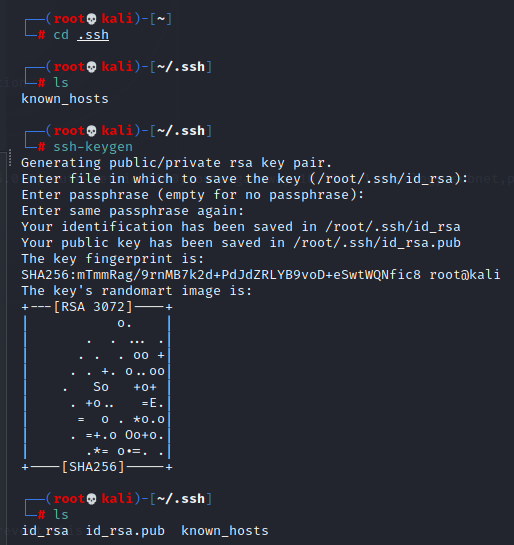 ┌──(root💀kali)-[~]
└─# cd .ssh
┌──(root💀kali)-[~/.ssh]
└─# ls
known_hosts
┌──(root💀kali)-[~/.ssh]
└─# ssh-keygen
Generating public/private rsa key pair.
Enter file in which to save the key (/root/.ssh/id_rsa):
Enter passphrase (empty for no passphrase):
Enter same passphrase again:
Your identification has been saved in /root/.ssh/id_rsa
Your public key has been saved in /root/.ssh/id_rsa.pub
The key fingerprint is:
SHA256:mTmmRag/9rnMB7k2d+PdJdZRLYB9voD+eSwtWQNfic8 root@kali
The key's randomart image is:
+---[RSA 3072]----+
|           o.    |
|       .  . ... .|
|      . .  . oo +|
|     . . +. o..oo|
|    .   So   +o+ |
|     . +o..   =E.|
|      =  o . *o.o|
|     . =+.o Oo+o.|
|       .*= o*=. .|
+----[SHA256]-----+
┌──(root💀kali)-[~/.ssh]
└─# ls
id_rsa  id_rsa.pub  known_hosts